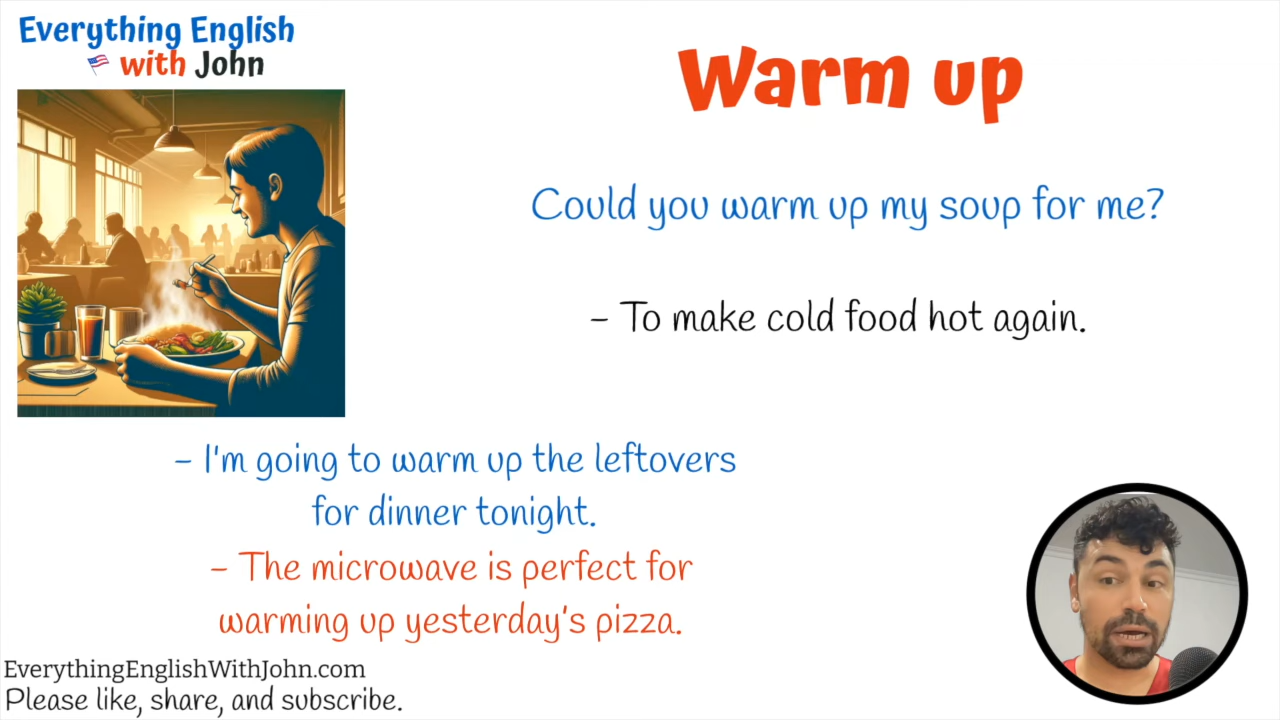 Everything English
with John
Warm up
Could you warm up my soup for me?
- To make cold food hot again.
- I'm going to warm up the leftovers
for dinner tonight.
- The microwave is perfect for
warming up yesterday's pizza.
EverythingEnglishWithJohn.com
Please like, share, and subscribe.